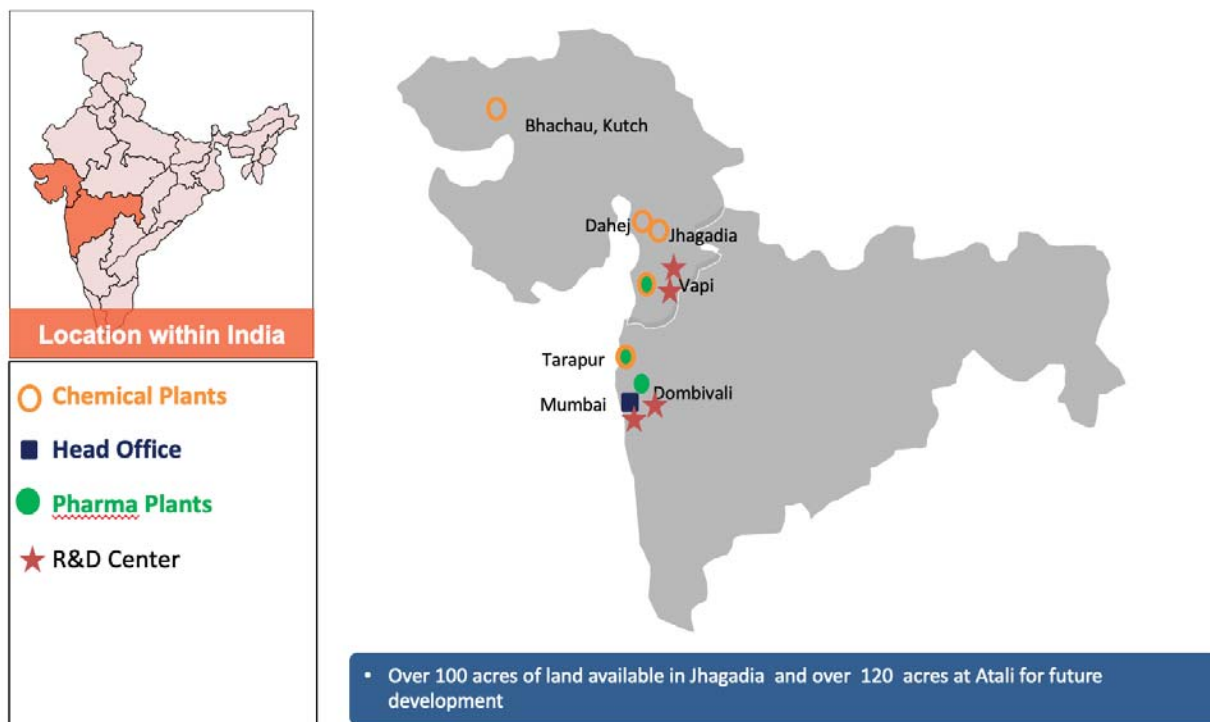 Location within India
Chemical Plants
Head Office
Pharma Plants
R&D Center
Bhachau, Kutch
Dahej
Jhagadia
Vapi
Tarapur
Dombivali
Mumbai
• Over 100 acres of land available in Jhagadia and over 120 acres at Atali for future
development